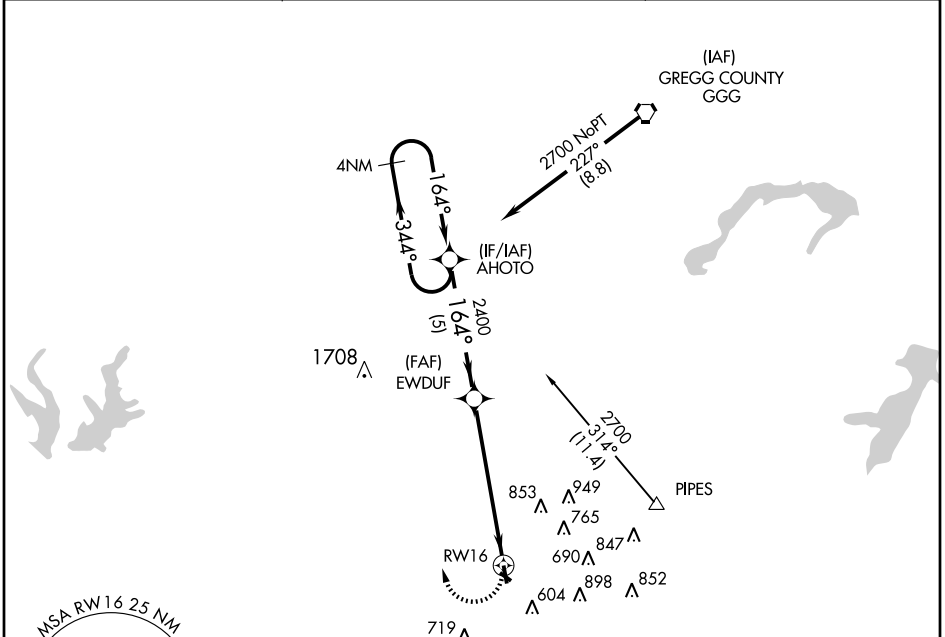 (IAF)
GREGG COUNTY
GGG
2700 NoPT
227°
(8.8)
4NM
164°
344°
(IF/IAF)
AHOTO
2400
164°
(5)
1708
(FAF)
EWDUF
2700
314°
(11.4)
PIPES
853
949
765
847
690
RW16
852
898
604
719
MSA RW16 25 NM